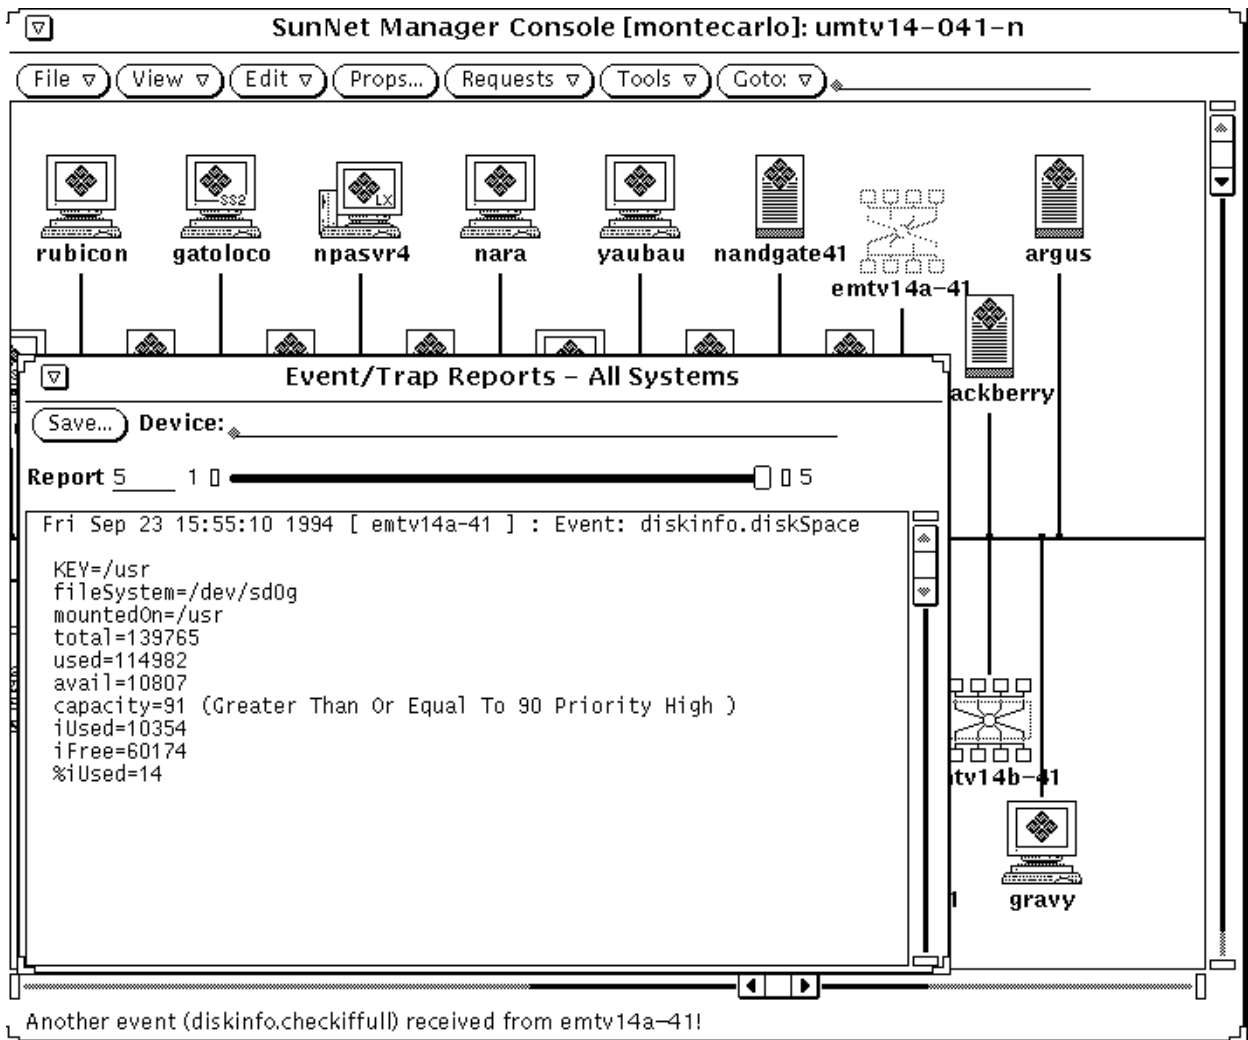 SunNet Manager Console [montecarlo]: umtv14-041-n
File View Edit Props... Requests Tools Goto:
SS2 LX
rubicon gatoloco npasvr4 nara yaubau nandgate41 argus
emtv14a-41
Event/Trap Reports - All Systems
ackberry
Save... Device:
Report 5 1 5
Fri Sep 23 15:55:10 1994 [ emtv14a-41 ] : Event: diskinfo.diskSpace
KEY=/usr
fileSystem=/dev/sd0g
mountedOn=/usr
total=139765
used=114982
avail=10807
capacity=91 (Greater Than Or Equal To 90 Priority High )
iUsed=10354
iFree=60174
%iUsed=14
tv14b-41
gravy
Another event (diskinfo.checkiffull) received from emtv14a-41!